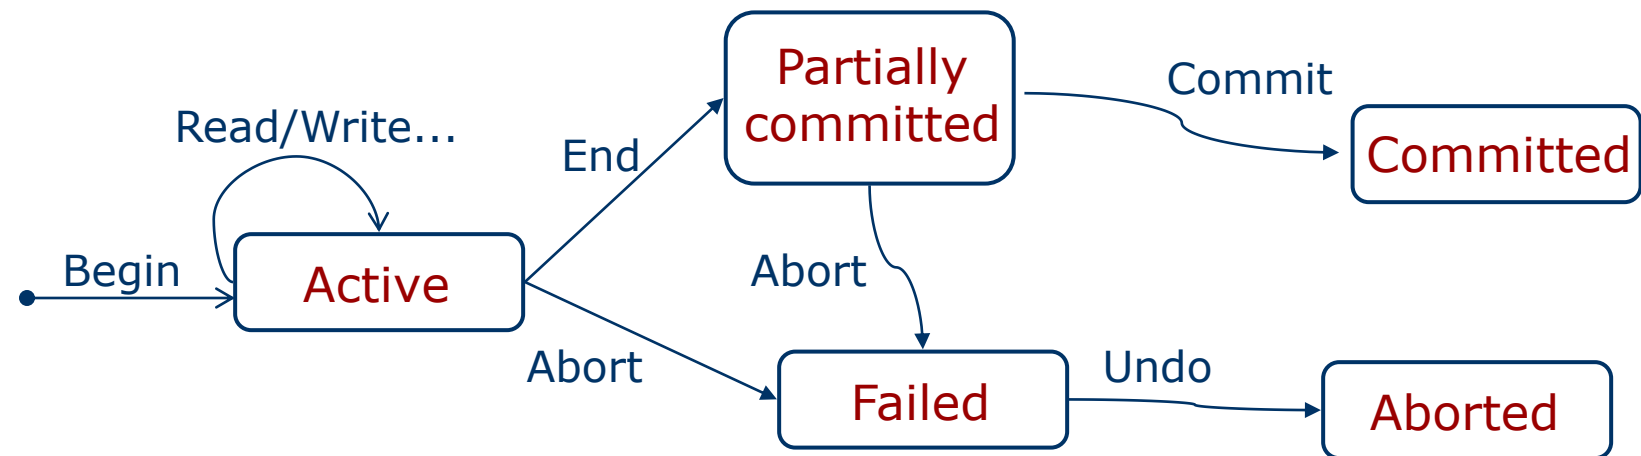 Partially
committed
Commit
Read/Write...
End
Committed
Begin
Active
Abort
Abort
Undo
Failed
Aborted